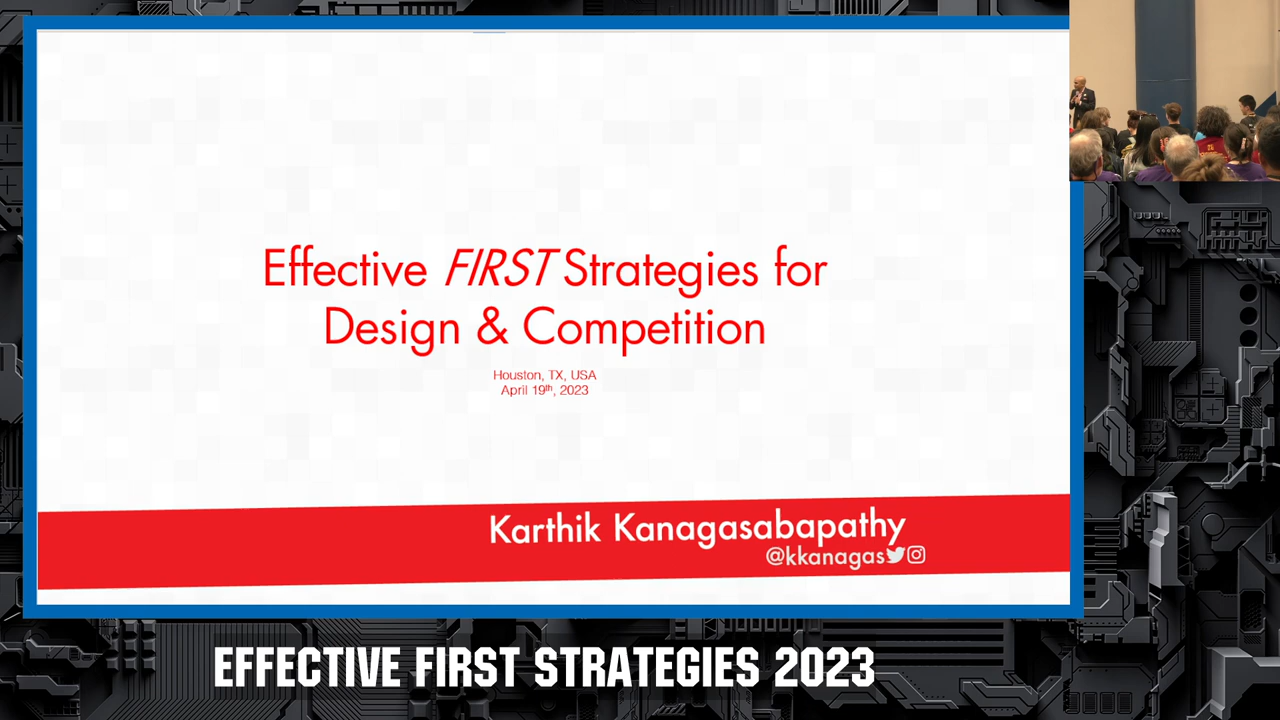 Effective FIRST Strategies for
Design & Competition
Houston, TX, USA
April 19th, 2023
Karthik Kanagasabapathy
@kkanagas
EFFECTIVE FIRST STRATEGIES 2023